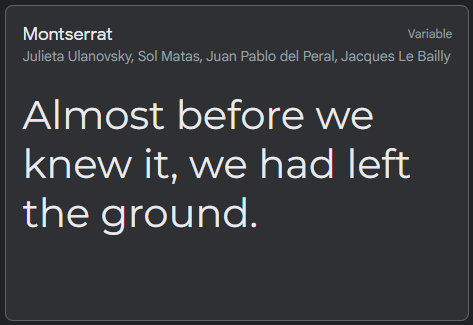 Montserrat
Variable
Julieta Ulanovsky, Sol Matas, Juan Pablo del Peral, Jacques Le Bailly
Almost before we
knew it, we had left
the ground.